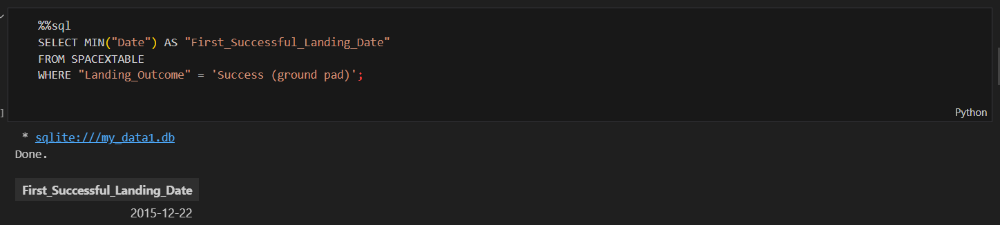 %%sql
SELECT MIN("Date") AS "First_Successful_Landing_Date"
FROM SPACEXTABLE
WHERE "Landing_Outcome" = 'Success (ground pad)';
]
Python
* sqlite:///my_data1.db
Done.
First_Successful_Landing_Date
2015-12-22